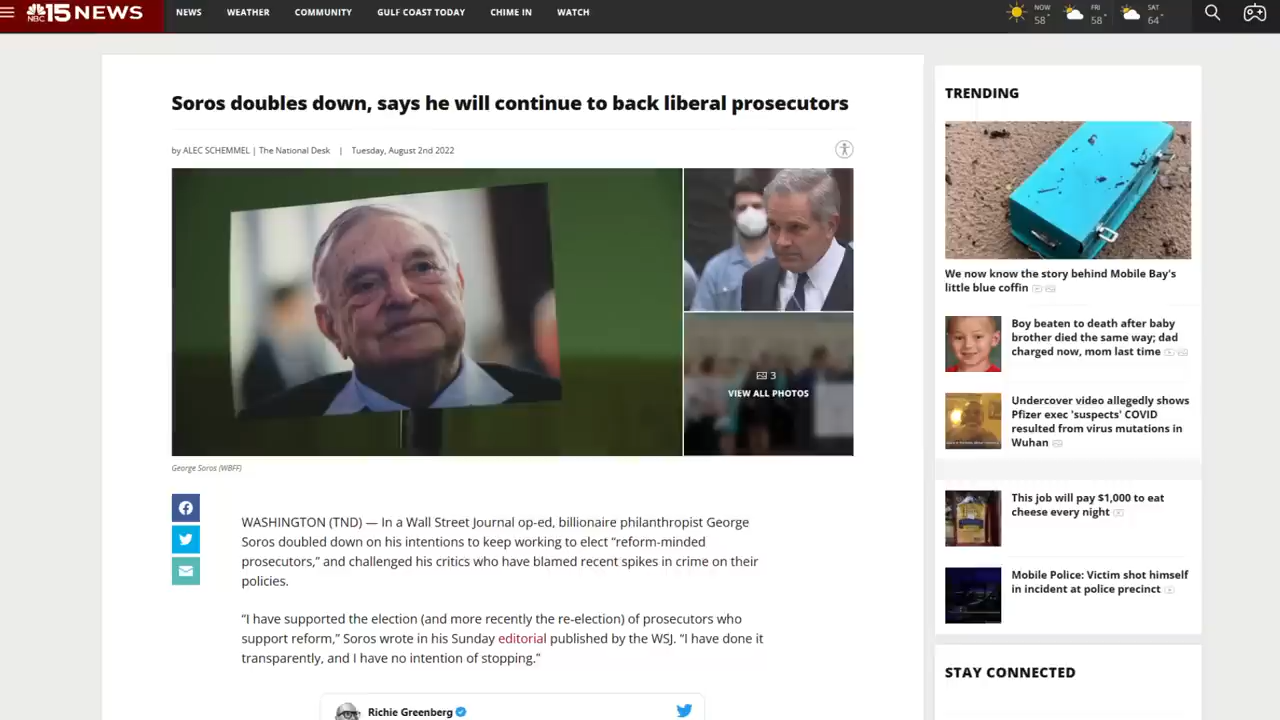 NBC 15 NEWS
NEWS WEATHER COMMUNITY GULF COAST TODAY CHIME IN WATCH
NOW 58° FRI 58° SAT 64°
Soros doubles down, says he will continue to back liberal prosecutors
by ALEC SCHEMMEL | The National Desk | Tuesday, August 2nd 2022
3
VIEW ALL PHOTOS
George Soros (WBFF)
WASHINGTON (TND) — In a Wall Street Journal op-ed, billionaire philanthropist George
Soros doubled down on his intentions to keep working to elect “reform-minded
prosecutors,” and challenged his critics who have blamed recent spikes in crime on their
policies.
“I have supported the election (and more recently the re-election) of prosecutors who
support reform,” Soros wrote in his Sunday editorial published by the WSJ. “I have done it
transparently, and I have no intention of stopping.”
Richie Greenberg
TRENDING
We now know the story behind Mobile Bay's
little blue coffin
Boy beaten to death after baby
brother died the same way; dad
charged now, mom last time
Undercover video allegedly shows
Pfizer exec 'suspects' COVID
resulted from virus mutations in
Wuhan
This job will pay $1,000 to eat
cheese every night
Mobile Police: Victim shot himself
in incident at police precinct
STAY CONNECTED